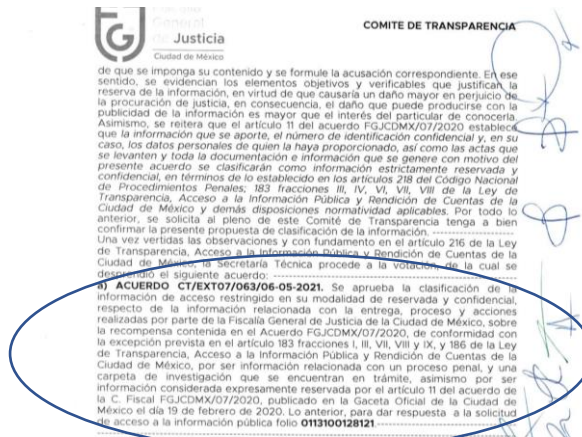 General
Justicia
Ciudad de México
COMITE DE TRANSPARENCIA
de que se imponga su contenido y se formule la acusación correspondiente. En ese
sentido, se evidencian los elementos objetivos y verificables que justifican la
reserva de la información, en virtud de que causaría un daño mayor en perjuicio de
la procuración de justicia, en consecuencia, el daño que puede producirse con la
publicidad de la información es mayor que el interés del particular de conocerla.
Asimismo, se reitera que el artículo 11 del acuerdo FGJCDMX/07/2020 establece
que la información que se aporte, el número de identificación confidencial y, en su
caso, los datos personales de quien la haya proporcionado, así como las actas que
se levanten y toda la documentación e información que se genere con motivo del
presente acuerdo se clasificarán como información estrictamente reservada y
confidencial, en términos de lo establecido en los artículos 218 del Código Nacional
de Procedimientos Penales; 183 fracciones III, IV, VI, VII, VIII de la Ley de
Transparencia, Acceso a la Información Pública y Rendición de Cuentas de la
Ciudad de México y demás disposiciones normatividad aplicables. Por todo lo
anterior, se solicita al pleno de este Comité de Transparencia tenga a bien
confirmar la presente propuesta de clasificación de la información. ------------------
Una vez vertidas las observaciones y con fundamento en el artículo 216 de la Ley
de Transparencia, Acceso a la Información Pública y Rendición de Cuentas de la
Ciudad de México, la Secretaría Técnica procede a la votación, de la cual se
desprendió el siguiente acuerdo: ------------------
a) ACUERDO CT/EXT07/063/06-05-2021. Se aprueba la clasificación de la
información de acceso restringido en su modalidad de reservada y confidencial,
respecto de la información relacionada con la entrega, proceso y acciones
realizadas por parte de la Fiscalía General de Justicia de la Ciudad de México, sobre
la recompensa contenida en el Acuerdo FGJCDMX/07/2020, de conformidad con
la excepción prevista en el artículo 183 fracciones I, III, VII, VIII y IX, y 186 de la Ley
de Transparencia, Acceso a la Información Pública y Rendición de Cuentas de la
Ciudad de México, por ser información relacionada con un proceso penal, y una
carpeta de investigación que se encuentran en trámite, asimismo por ser
información considerada expresamente reservada por el artículo 11 del acuerdo de
la C. Fiscal FGJCDMX/07/2020, publicado en la Gaceta Oficial de la Ciudad de
México el día 19 de febrero de 2020. Lo anterior, para dar respuesta a la solicitud
de acceso a la información pública folio 0113100128121.------------------